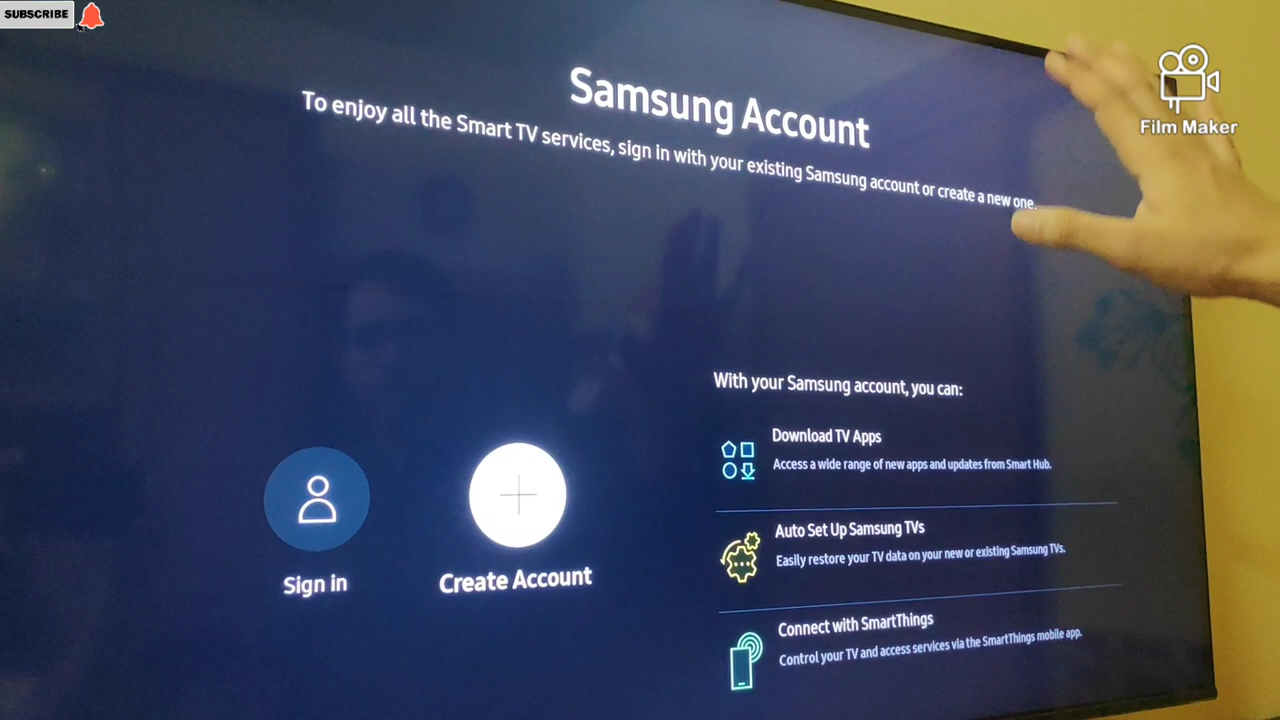 SUBSCRIBE
Film Maker
Samsung Account
To enjoy all the Smart TV services, sign in with your existing Samsung account or create a new one.
Sign in
Create Account
With your Samsung account, you can:
Download TV Apps
Access a wide range of new apps and updates from Smart Hub.
Auto Set Up Samsung TVs
Easily restore your TV data on your new or existing Samsung TVs.
Connect with SmartThings
Control your TV and access services via the SmartThings mobile app.